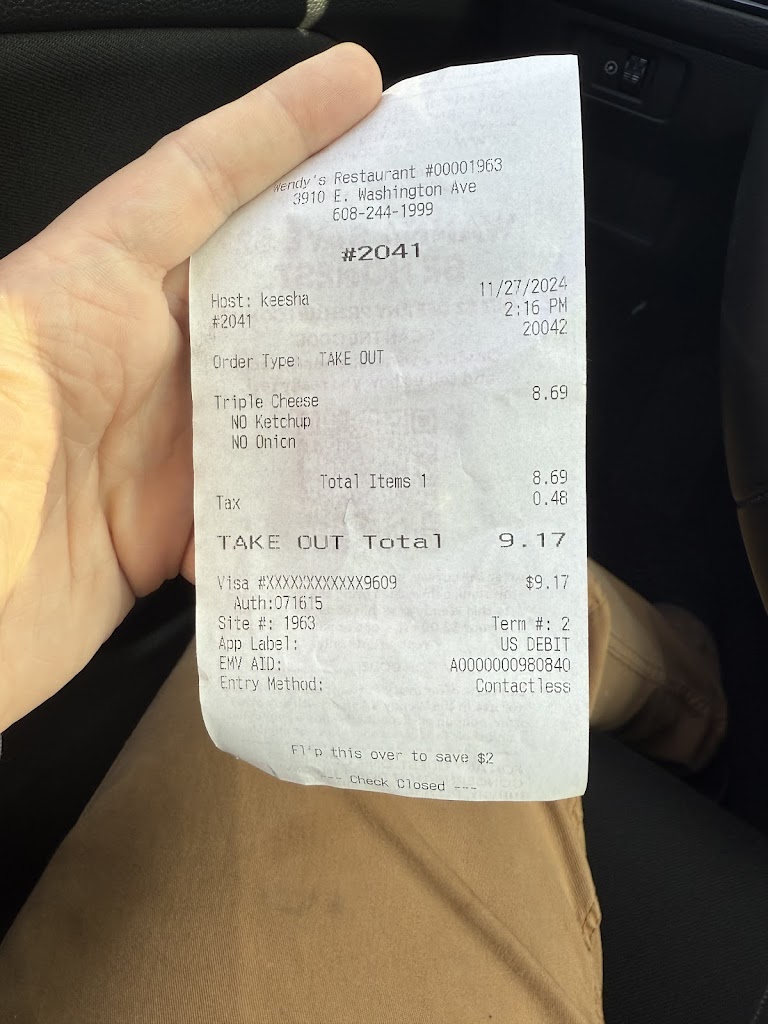 Wendy's Restaurant #00001963
3910 E. Washington Ave
608-244-1999
#2041
Host: keesha 11/27/2024
#2041 2:16 PM
20042
Order Type: TAKE OUT
Triple Cheese 8.69
NO Ketchup
NO Onion
Total Items 1 8.69
Tax 0.48
TAKE OUT Total 9.17
Visa #XXXXXXXXXXXX9609 $9.17
Auth:071615
Site #: 1963 Term #: 2
App Label: US DEBIT
EMV AID: A0000000980840
Entry Method: Contactless
Flip this over to save $2
--- Check Closed ---